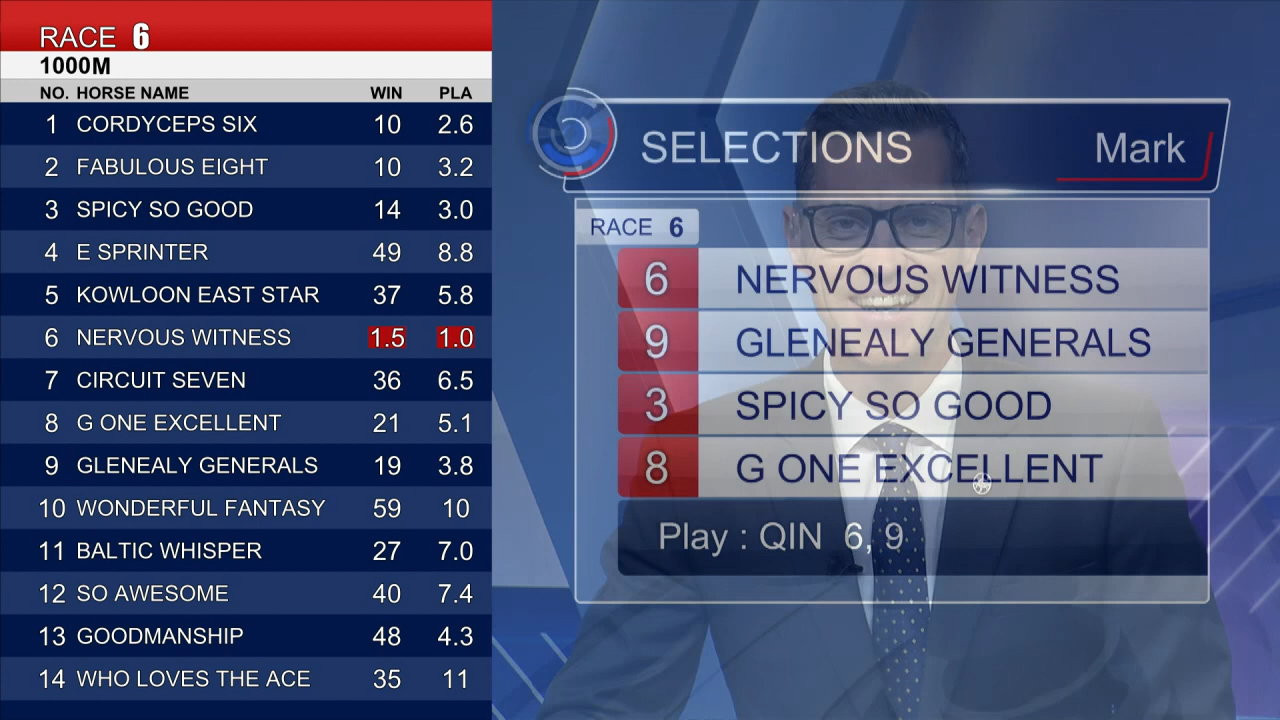 RACE 6
1000M
NO. HORSE NAME WIN PLA
1 CORDYCEPS SIX 10 2.6
2 FABULOUS EIGHT 10 3.2
3 SPICY SO GOOD 14 3.0
4 E SPRINTER 49 8.8
5 KOWLOON EAST STAR 37 5.8
6 NERVOUS WITNESS 1.5 1.0
7 CIRCUIT SEVEN 36 6.5
8 G ONE EXCELLENT 21 5.1
9 GLENEALY GENERALS 19 3.8
10 WONDERFUL FANTASY 59 10
11 BALTIC WHISPER 27 7.0
12 SO AWESOME 40 7.4
13 GOODMANSHIP 48 4.3
14 WHO LOVES THE ACE 35 11
SELECTIONS Mark
RACE 6
6 NERVOUS WITNESS
9 GLENEALY GENERALS
3 SPICY SO GOOD
8 G ONE EXCELLENT
Play : QIN 6, 9